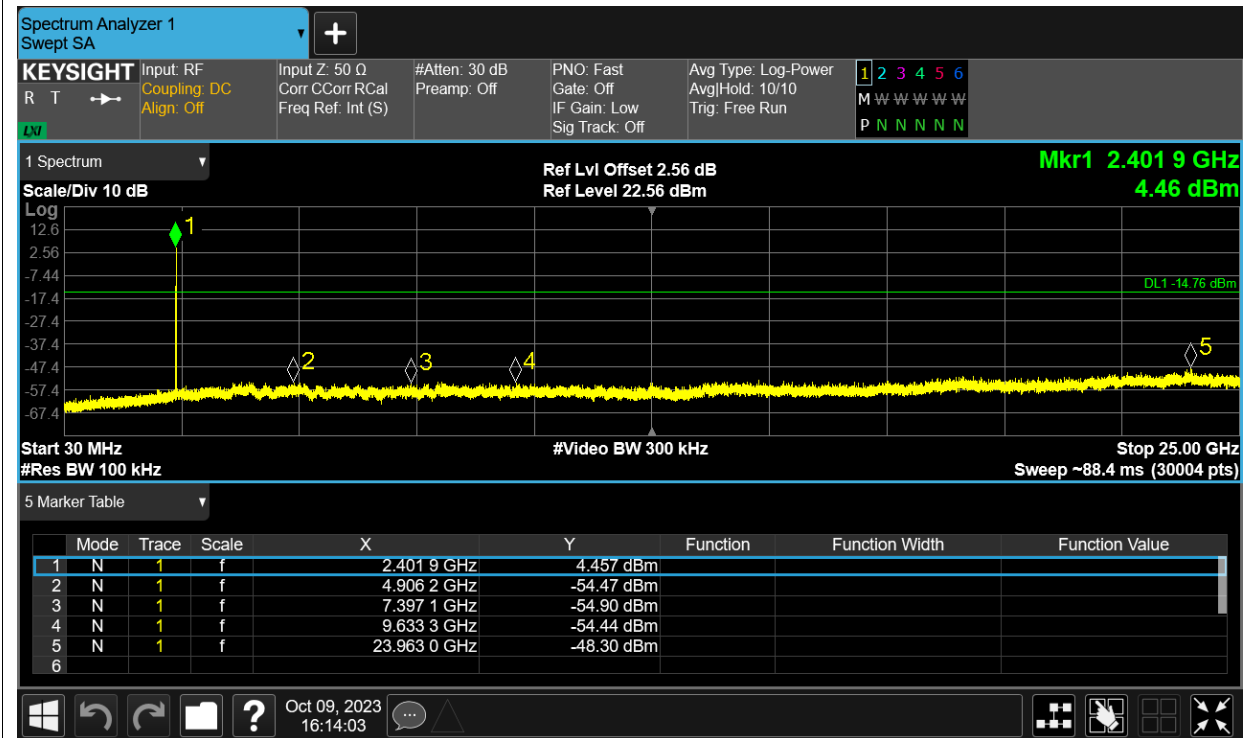 Spectrum Analyzer 1
Swept SA
▼
+
KEYSIGHT
R T
LXI
Input: RF
Coupling: DC
Align: Off
Input Z: 50 Ω
Corr CCorr RCal
Freq Ref: Int (S)
#Atten: 30 dB
Preamp: Off
PNO: Fast
Gate: Off
IF Gain: Low
Sig Track: Off
Avg Type: Log-Power
Avg|Hold: 10/10
Trig: Free Run
1 2 3 4 5 6
M W W W W W
P N N N N N
1 Spectrum ▼
Scale/Div 10 dB
Ref Lvl Offset 2.56 dB
Ref Level 22.56 dBm
Mkr1 2.401 9 GHz
4.46 dBm
Log
12.6
2.56
-7.44
-17.4
-27.4
-37.4
-47.4
-57.4
-67.4
1
2
3
4
5
DL1 -14.76 dBm
Start 30 MHz
#Res BW 100 kHz
#Video BW 300 kHz
Stop 25.00 GHz
Sweep ~88.4 ms (30004 pts)
5 Marker Table ▼
Mode Trace Scale X Y Function Function Width Function Value
1 N 1 f 2.401 9 GHz 4.457 dBm
2 N 1 f 4.906 2 GHz -54.47 dBm
3 N 1 f 7.397 1 GHz -54.90 dBm
4 N 1 f 9.633 3 GHz -54.44 dBm
5 N 1 f 23.963 0 GHz -48.30 dBm
6
?
Oct 09, 2023
16:14:03